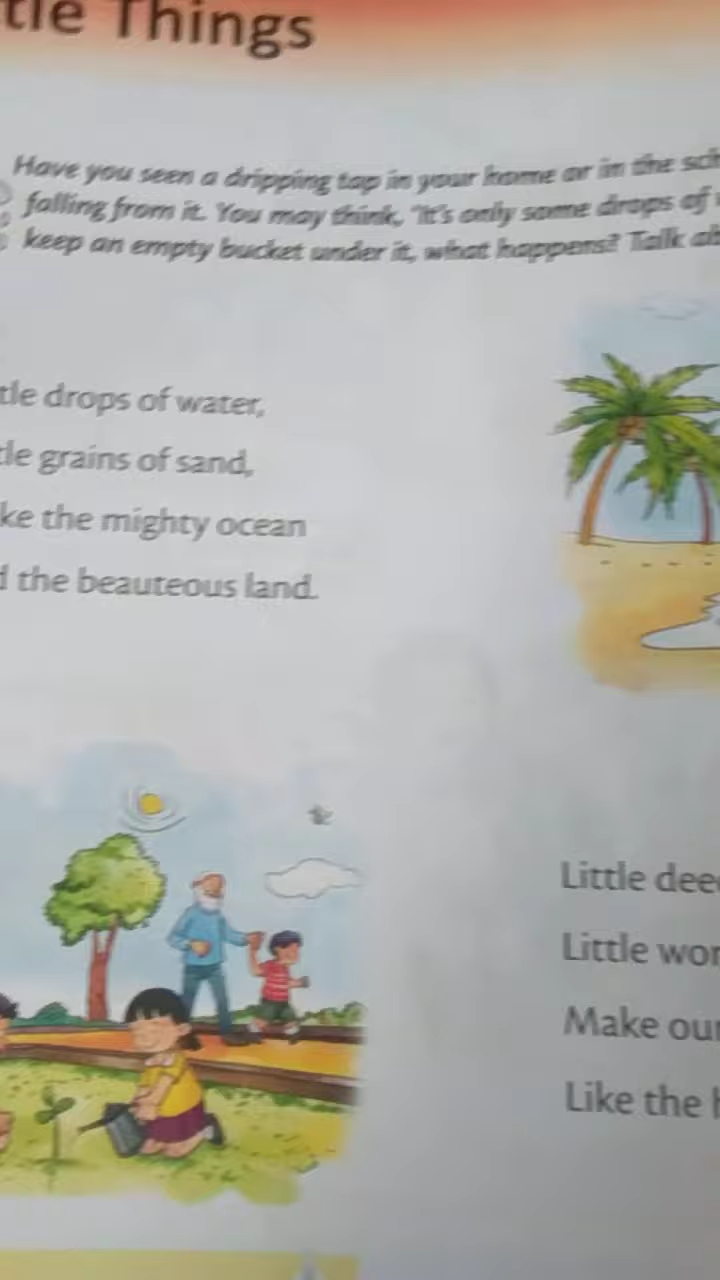 tle Things
Have you seen a dripping tap in your home or in the sch
falling from it. You may think, "It's only some drops of
keep an empty bucket under it, what happens? Talk ab
tle drops of water,
tle grains of sand,
ke the mighty ocean
d the beauteous land.
Little dee
Little wor
Make our
Like the h